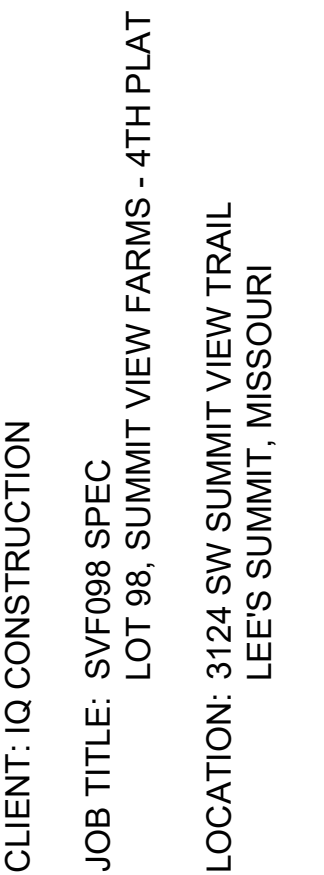 CLIENT: IQ CONSTRUCTION
JOB TITLE: SVF098 SPEC
LOT 98, SUMMIT VIEW FARMS - 4TH PLAT
LOCATION: 3124 SW SUMMIT VIEW TRAIL
LEE'S SUMMIT, MISSOURI